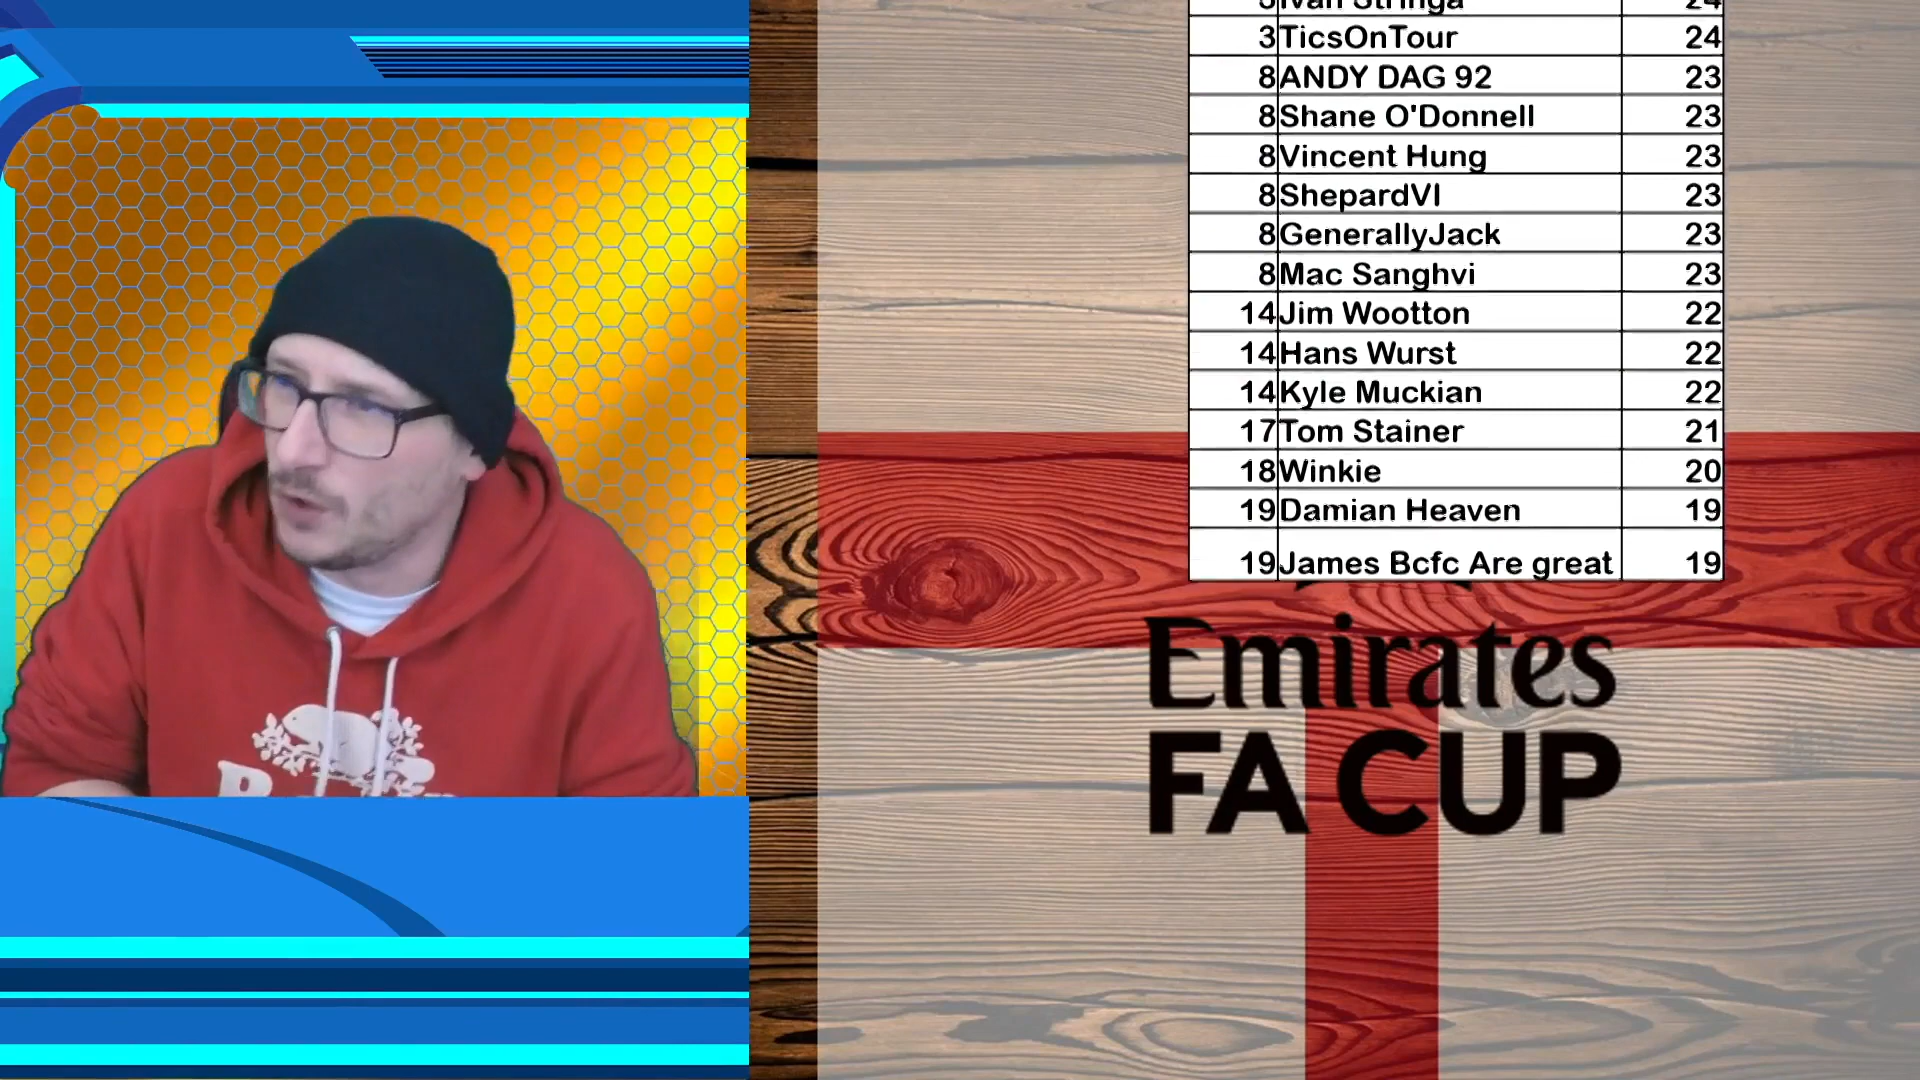 Ivan Stringa 24
3 TicsOnTour 24
8 ANDY DAG 92 23
8 Shane O'Donnell 23
8 Vincent Hung 23
8 ShepardVI 23
8 GenerallyJack 23
8 Mac Sanghvi 23
14 Jim Wootton 22
14 Hans Wurst 22
14 Kyle Muckian 22
17 Tom Stainer 21
18 Winkie 20
19 Damian Heaven 19
19 James Bcfc Are great 19
Emirates
FA CUP